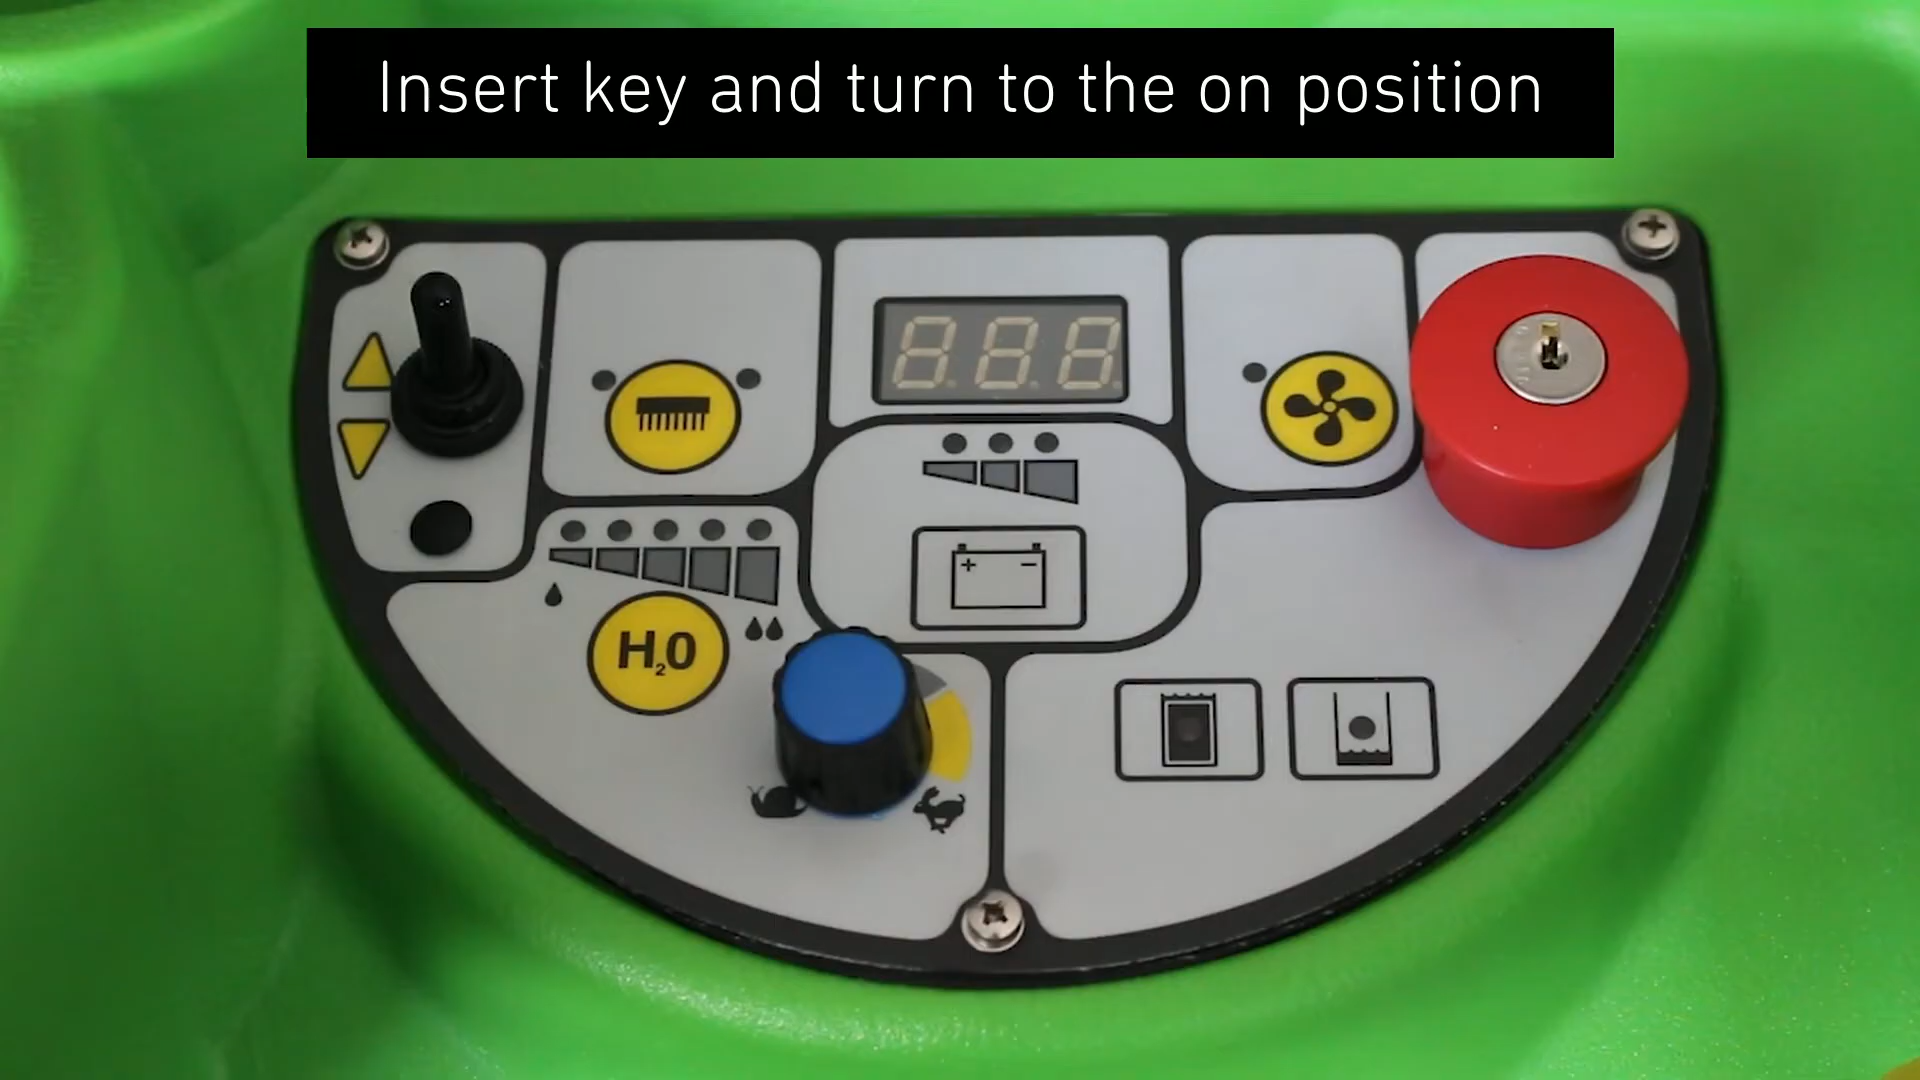 Insert key and turn to the on position
H₂O